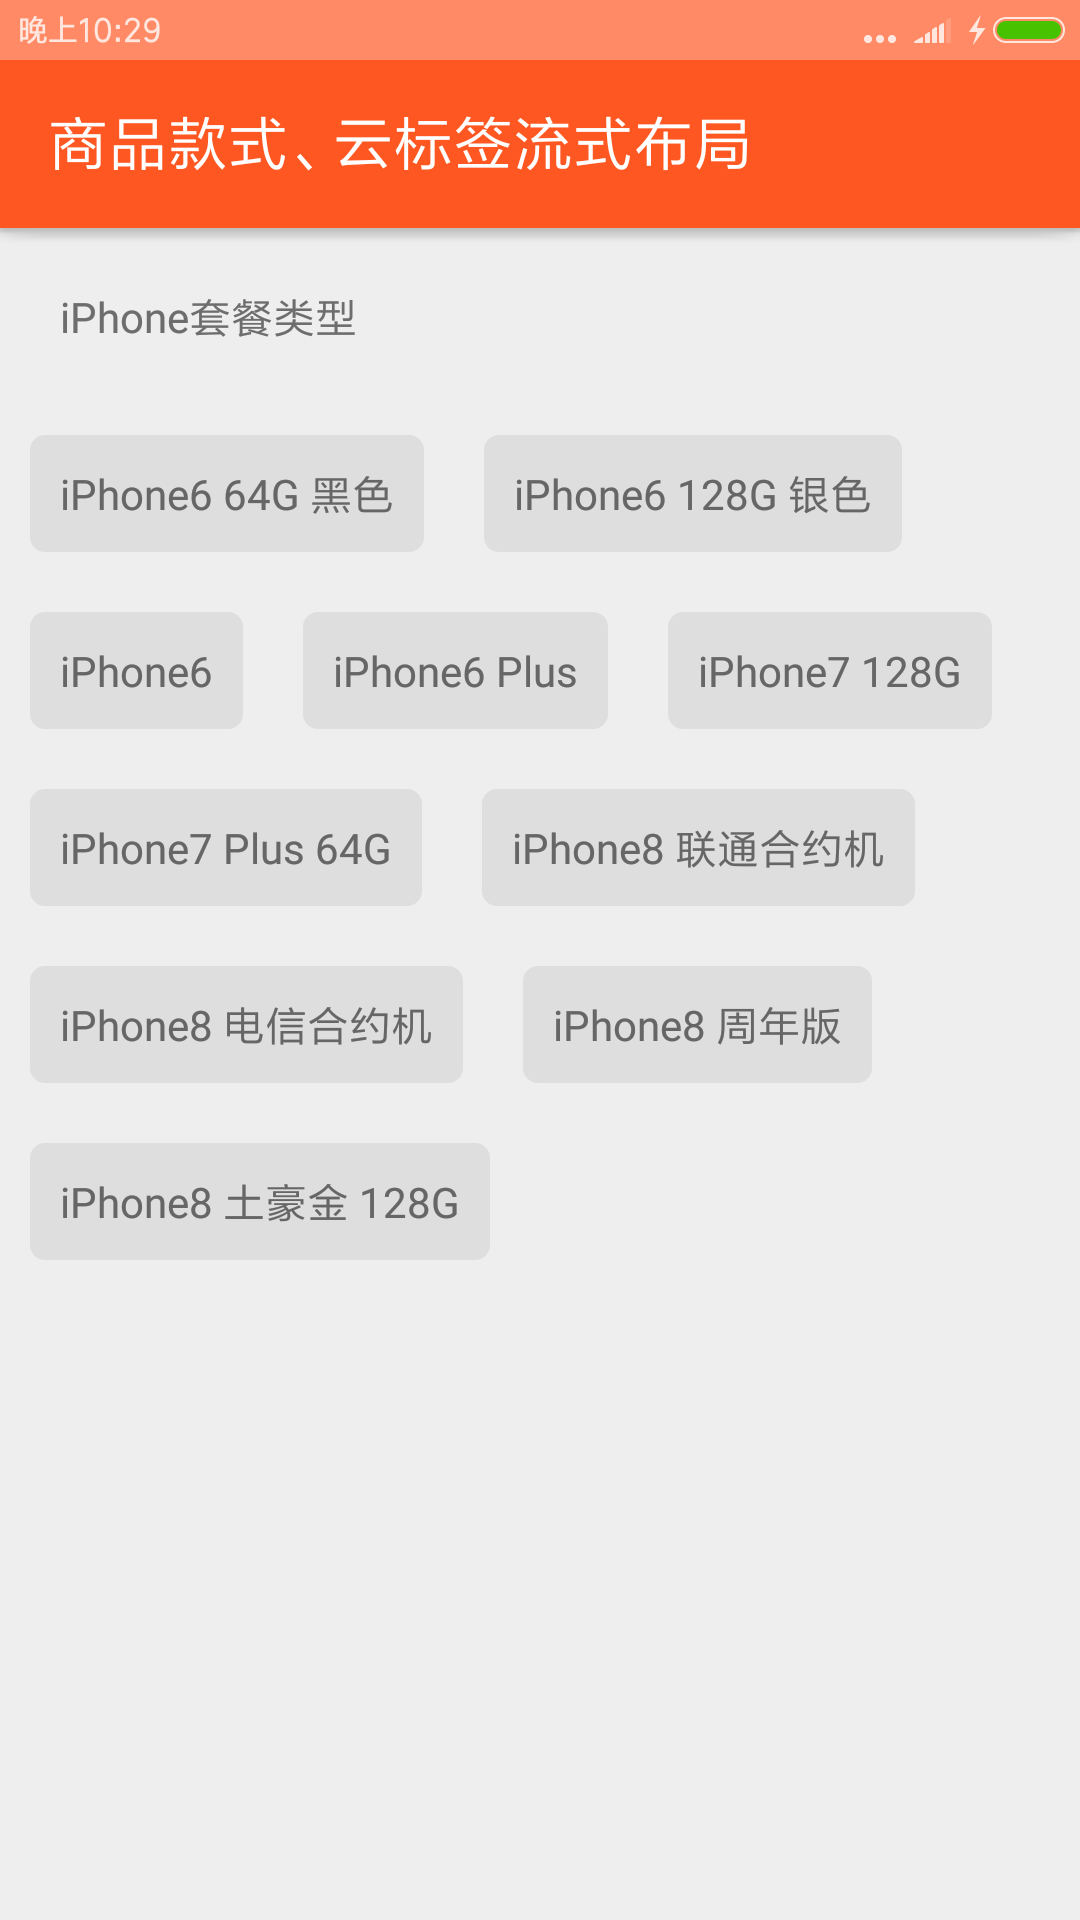 晚上10:29
商品款式、云标签流式布局
iPhone套餐类型
iPhone6 64G 黑色 iPhone6 128G 银色
iPhone6 iPhone6 Plus iPhone7 128G
iPhone7 Plus 64G iPhone8 联通合约机
iPhone8 电信合约机 iPhone8 周年版
iPhone8 土豪金 128G